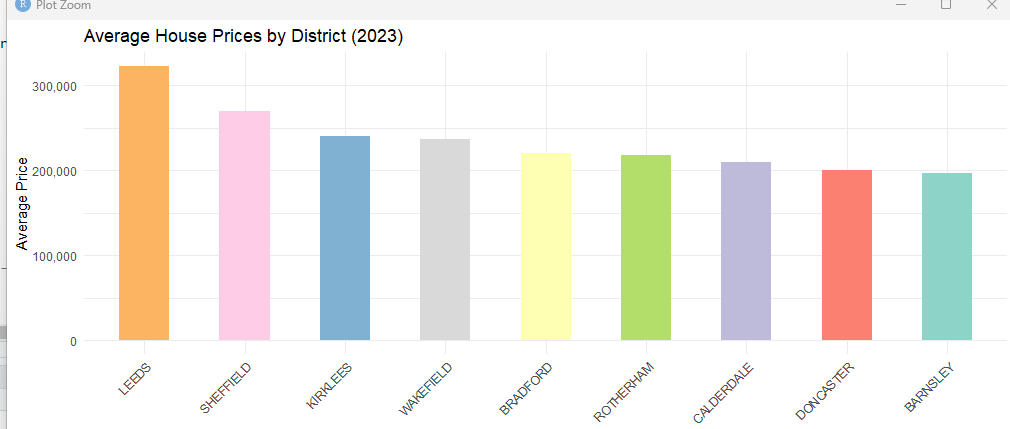 R Plot Zoom
Average House Prices by District (2023)
Average Price
300,000
200,000
100,000
0
LEEDS
SHEFFIELD
KIRKLEES
WAKEFIELD
BRADFORD
ROTHERHAM
CALDERDALE
DONCASTER
BARNSLEY